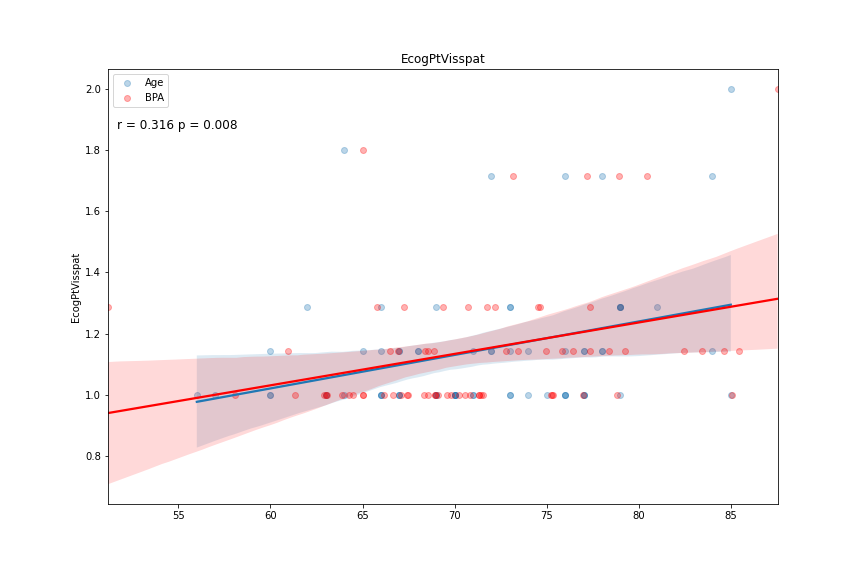 EcogPtVisspat
Age
BPA
r = 0.316 p = 0.008
EcogPtVisspat
2.0
1.8
1.6
1.4
1.2
1.0
0.8
55 60 65 70 75 80 85